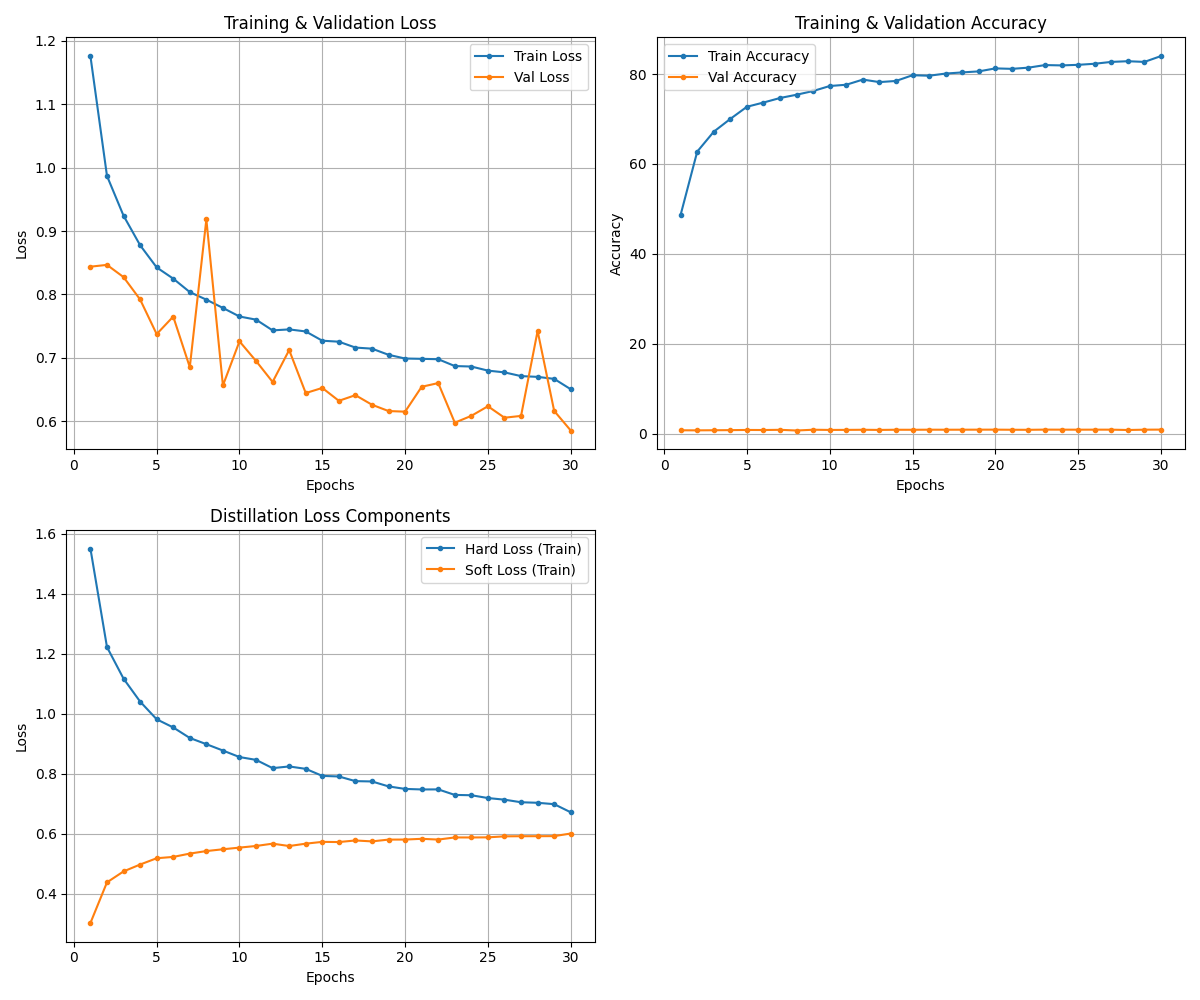 Training & Validation Loss
Train Loss
Val Loss
1.2
1.1
1.0
0.9
0.8
0.7
0.6
Loss
0 5 10 15 20 25 30
Epochs
Training & Validation Accuracy
Train Accuracy
Val Accuracy
80
60
40
20
0
Accuracy
0 5 10 15 20 25 30
Epochs
Distillation Loss Components
Hard Loss (Train)
Soft Loss (Train)
1.6
1.4
1.2
1.0
0.8
0.6
0.4
Loss
0 5 10 15 20 25 30
Epochs